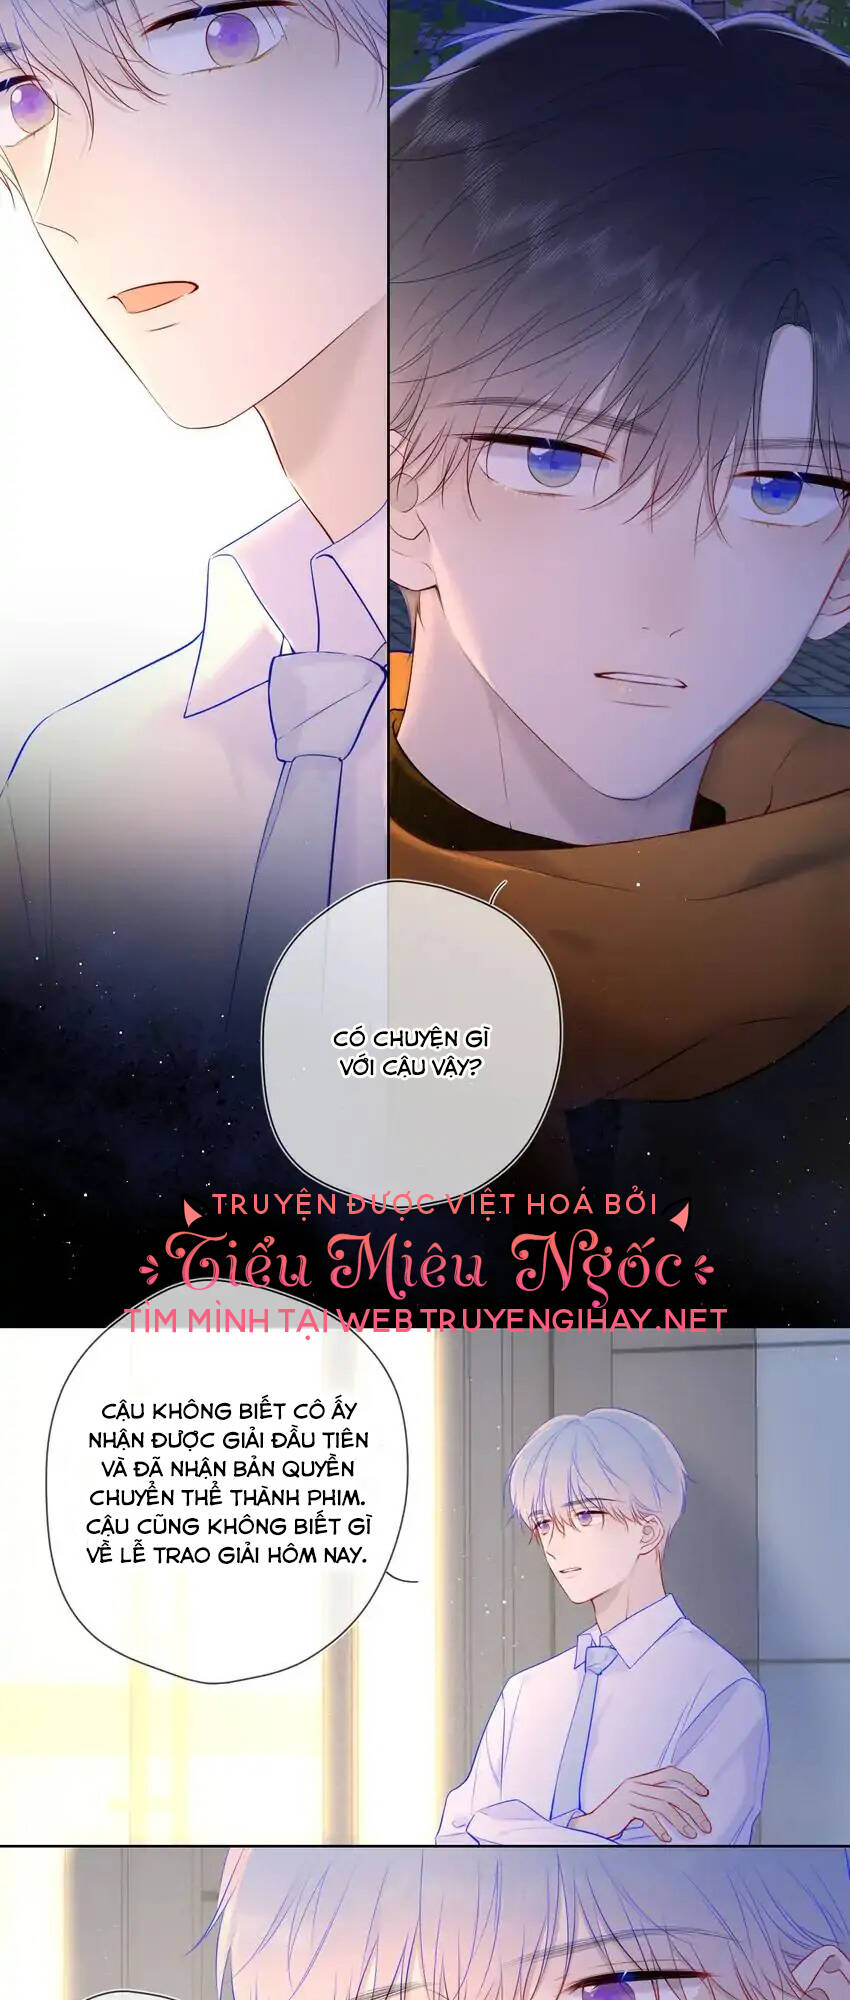 CÓ CHUYỆN GÌ
VỚI CẬU VẬY?
TRUYỆN ĐƯỢC VIỆT HOÁ BỞI
Tiểu Miêu Ngốc
TÌM MÌNH TẠI WEB TRUYENGIHAY.NET
CẬU KHÔNG BIẾT CÔ ẤY
NHẬN ĐƯỢC GIẢI ĐẦU TIÊN
VÀ ĐÃ NHẬN BẢN QUYỀN
CHUYỂN THỂ THÀNH PHIM.
CẬU CŨNG KHÔNG BIẾT GÌ
VỀ LỄ TRAO GIẢI HÔM NAY.